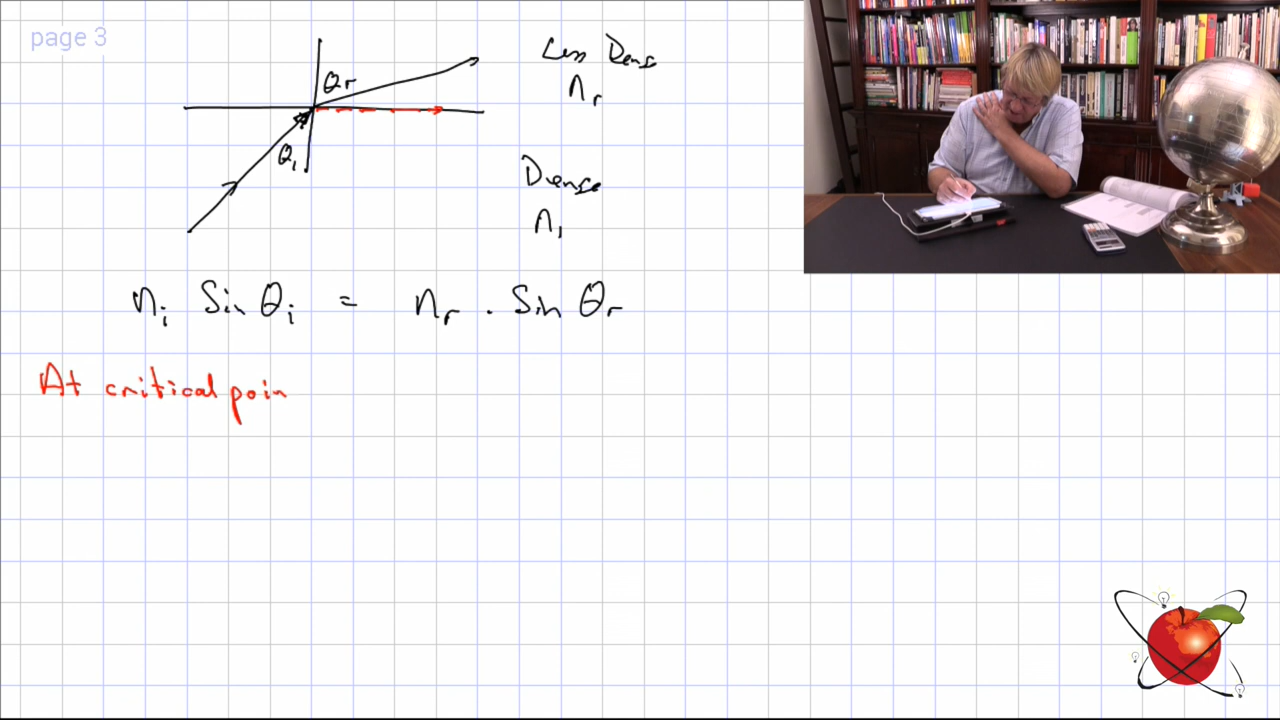 page 3
Less Dense
θr
nr
θi
Dense
ni
ni Sin θi = nr . Sin θr
At critical poin